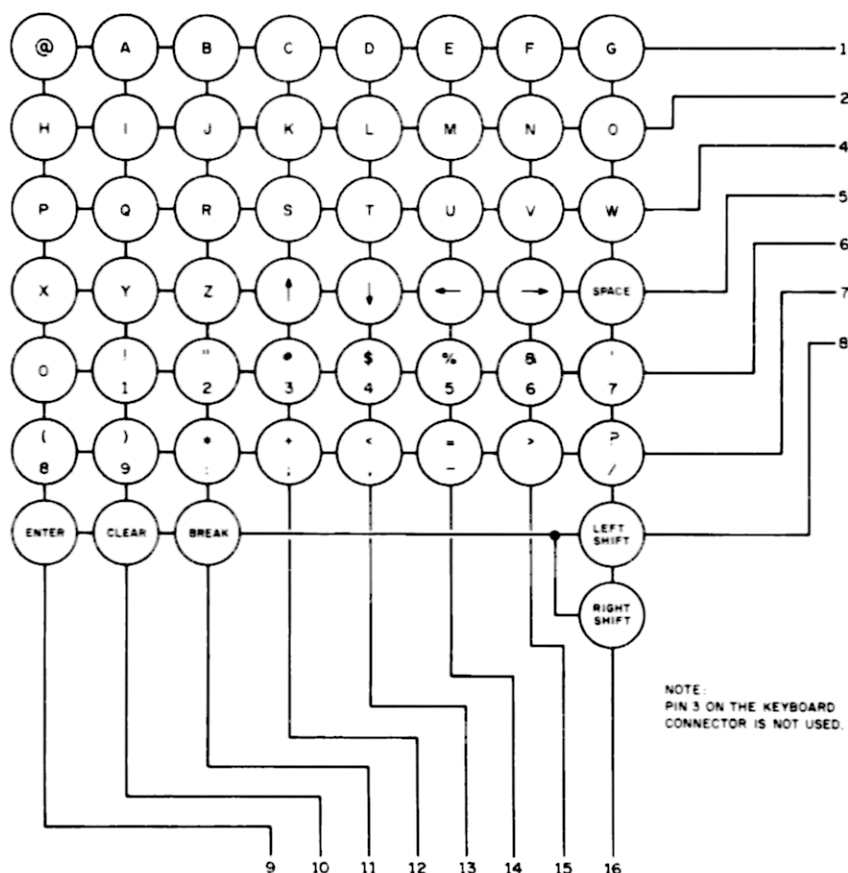 @ A B C D E F G 1
H I J K L M N O 2
P Q R S T U V W 4
X Y Z ↑ ↓ ← → SPACE 5
! " # $ % & ' 6
0 1 2 3 4 5 6 7 7
( ) * + < = > ? 8
8 9 : ; , - /
ENTER CLEAR BREAK LEFT
SHIFT
RIGHT
SHIFT
NOTE:
PIN 3 ON THE KEYBOARD
CONNECTOR IS NOT USED.
9 10 11 12 13 14 15 16